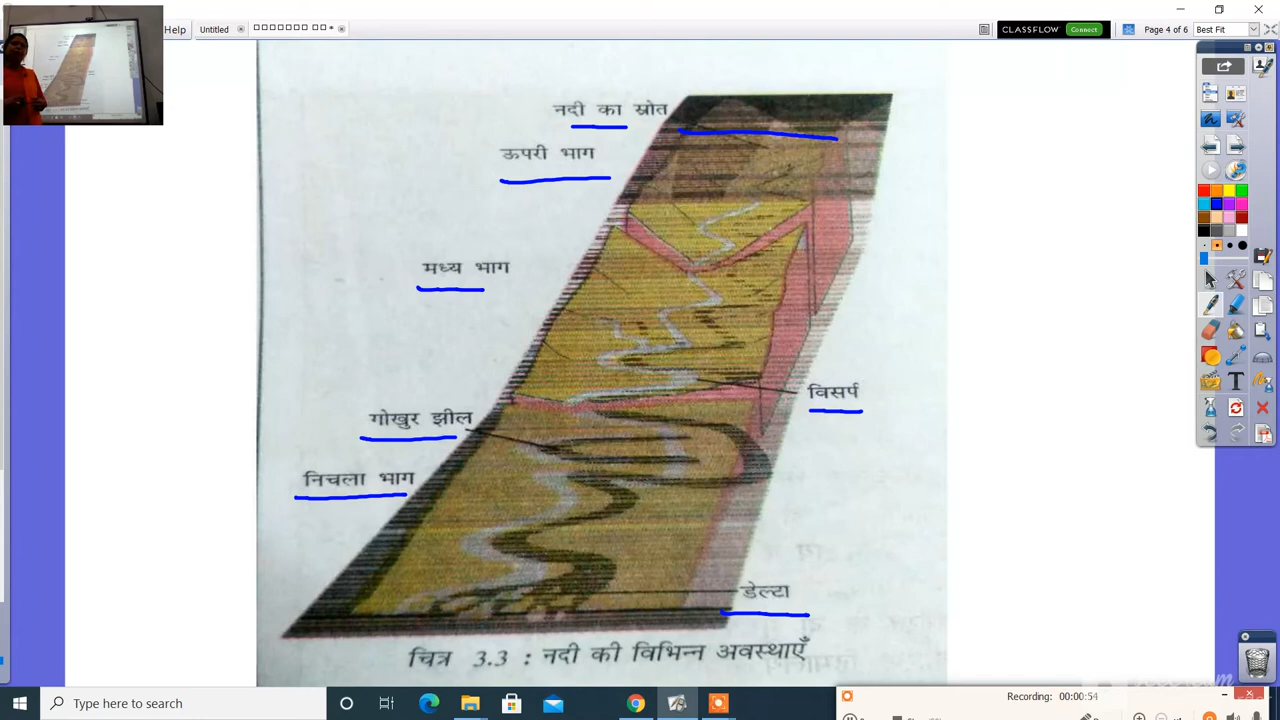 Help
Untitled
CLASSFLOW
Connect
Page 4 of 6
Best Fit
नदी का स्रोत
ऊपरी भाग
मध्य भाग
विसर्प
गोखुर झील
निचला भाग
डेल्टा
चित्र 3.3 : नदी की विभिन्न अवस्थाएँ
Type here to search
Recording: 00:00:54